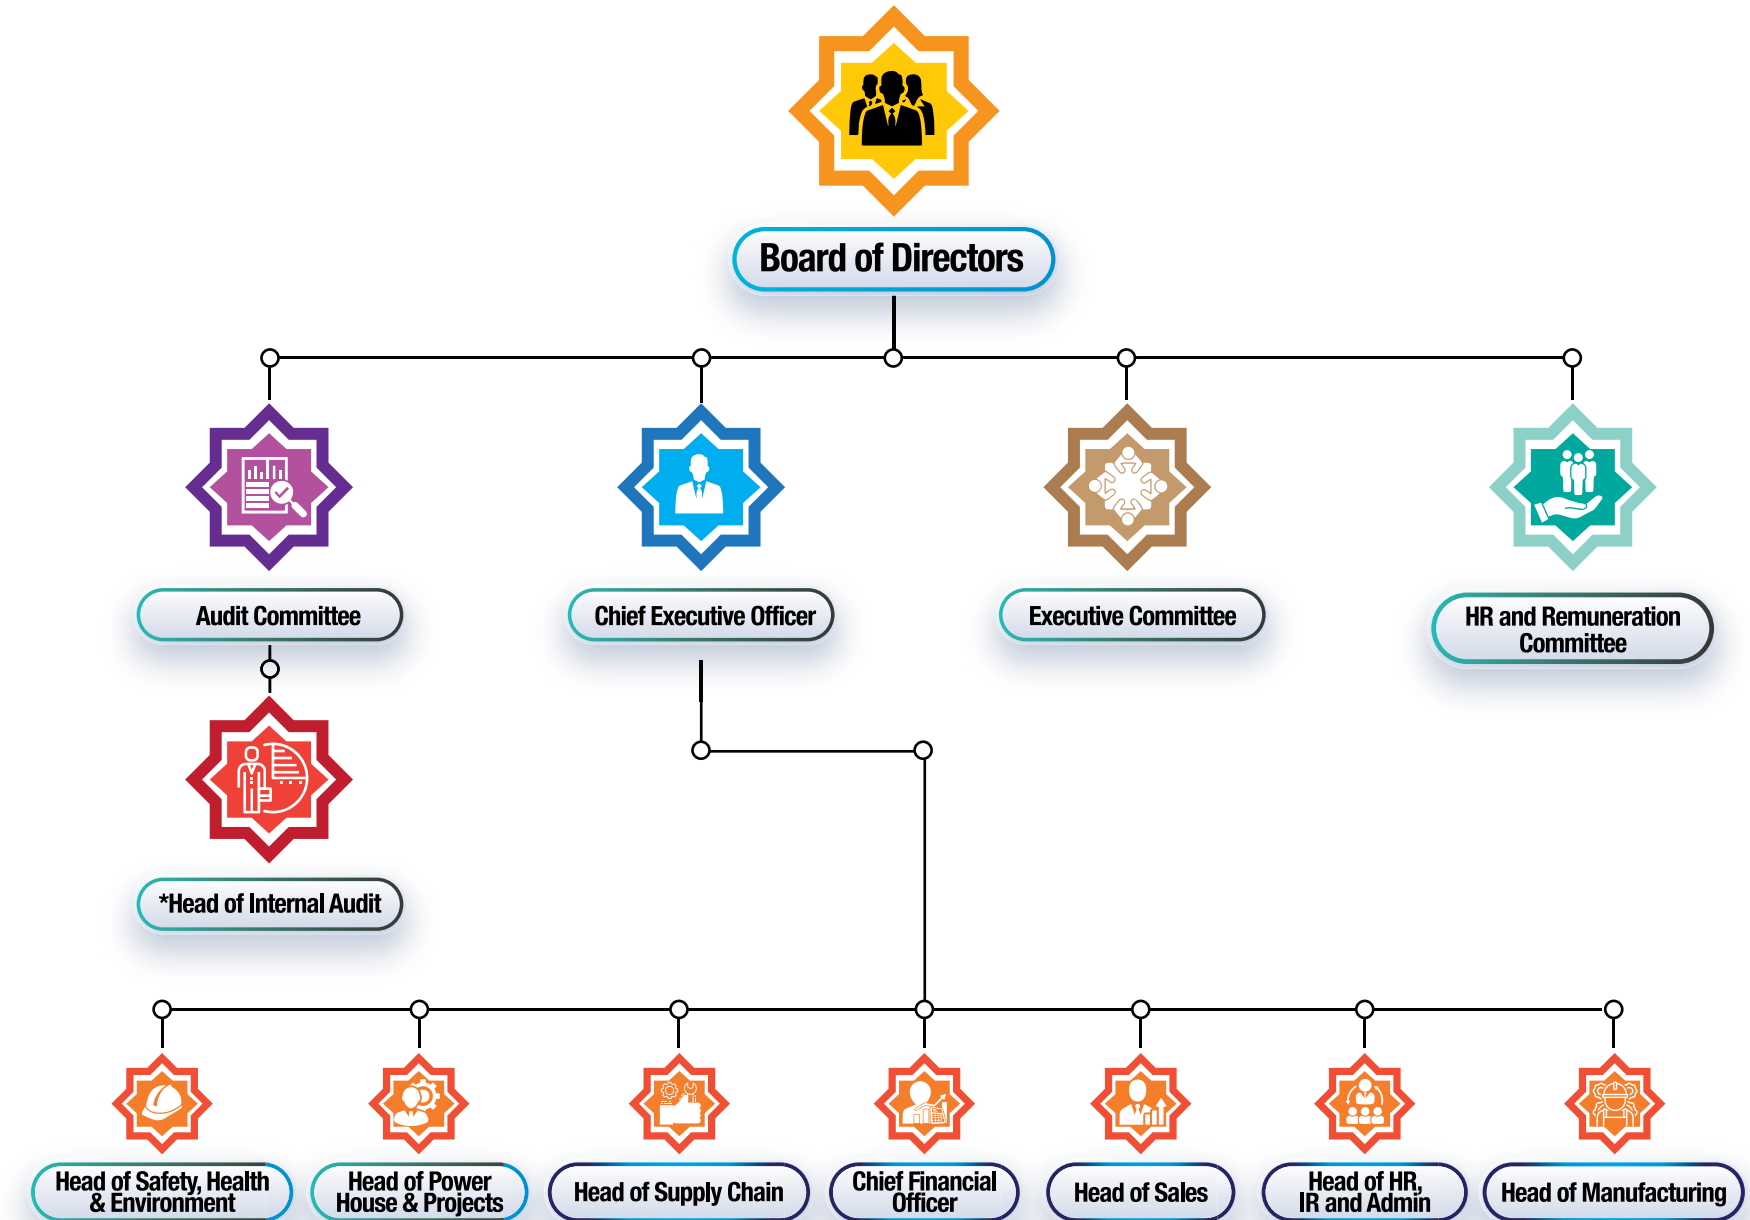 Board of Directors
Audit Committee
Chief Executive Officer
Executive Committee
HR and Remuneration
Committee
*Head of Internal Audit
Head of Safety, Health
& Environment
Head of Power
House & Projects
Head of Supply Chain
Chief Financial
Officer
Head of Sales
Head of HR,
IR and Admin
Head of Manufacturing